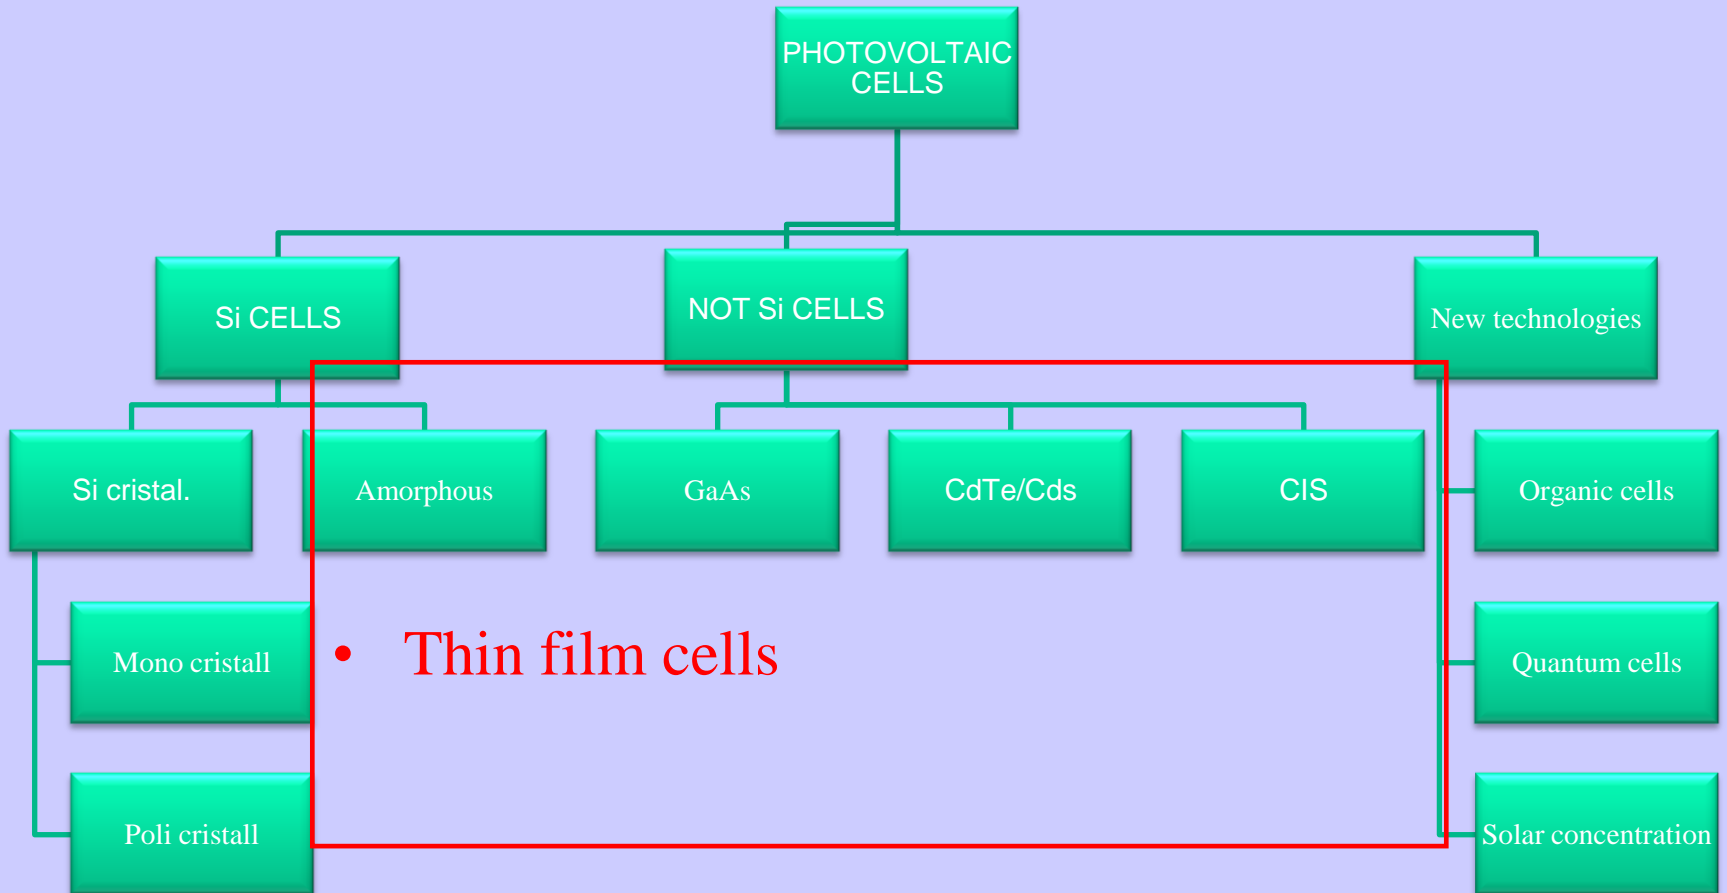 PHOTOVOLTAIC
CELLS
Si CELLS
NOT Si CELLS
New technologies
Si cristal.
Amorphous
GaAs
CdTe/Cds
CIS
Organic cells
Mono cristall
• Thin film cells
Quantum cells
Poli cristall
Solar concentration